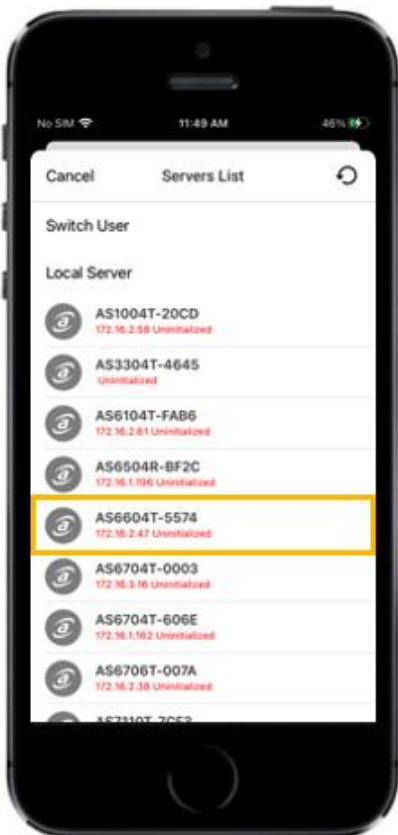 No SIM 11:49 AM 46%
Cancel Servers List
Switch User
Local Server
AS1004T-20CD
172.16.2.58 Uninitialized
AS3304T-4645
Uninitialized
AS6104T-FAB6
172.16.2.61 Uninitialized
AS6504R-BF2C
172.16.1.196 Uninitialized
AS6604T-5574
172.16.2.47 Uninitialized
AS6704T-0003
172.16.3.16 Uninitialized
AS6704T-606E
172.16.1.162 Uninitialized
AS6706T-007A
172.16.2.38 Uninitialized